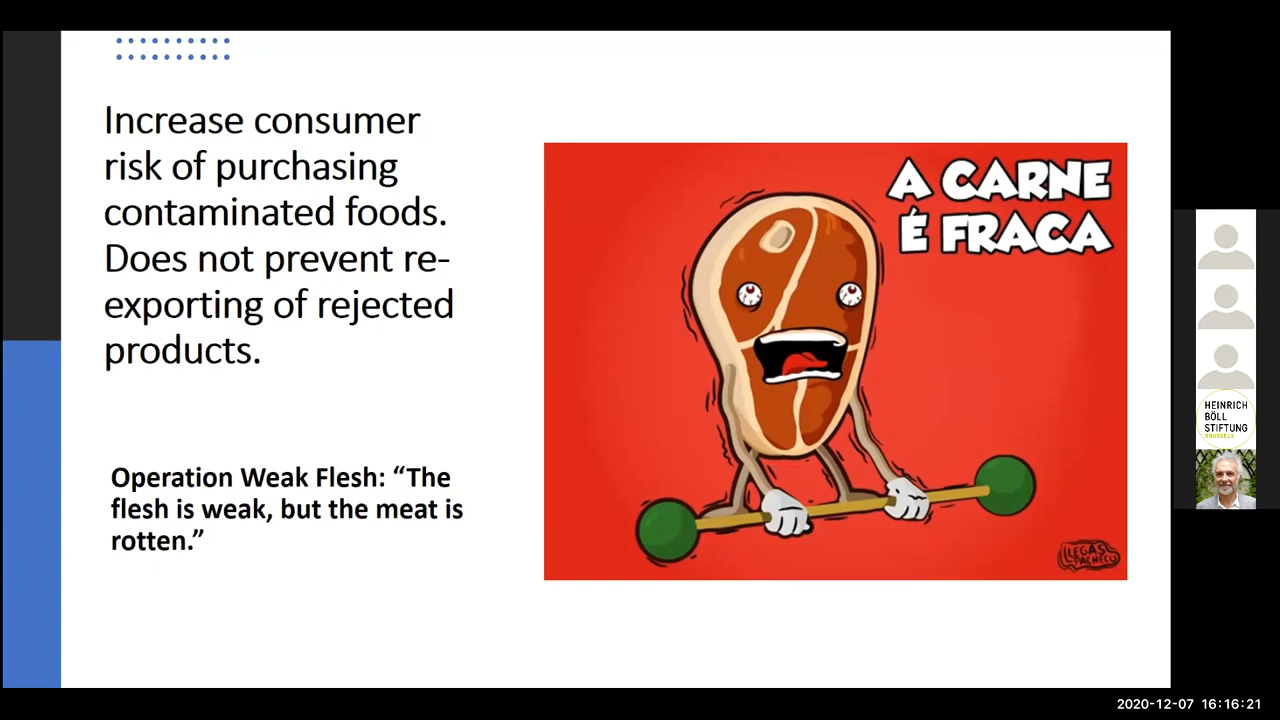 Increase consumer
risk of purchasing
contaminated foods.
Does not prevent re-
exporting of rejected
products.
Operation Weak Flesh: “The
flesh is weak, but the meat is
rotten.”
A CARNE
É FRACA
LLEGAS
PACHECO
HEINRICH
BÖLL
STIFTUNG
BRUSSELS
2020-12-07 16:16:21